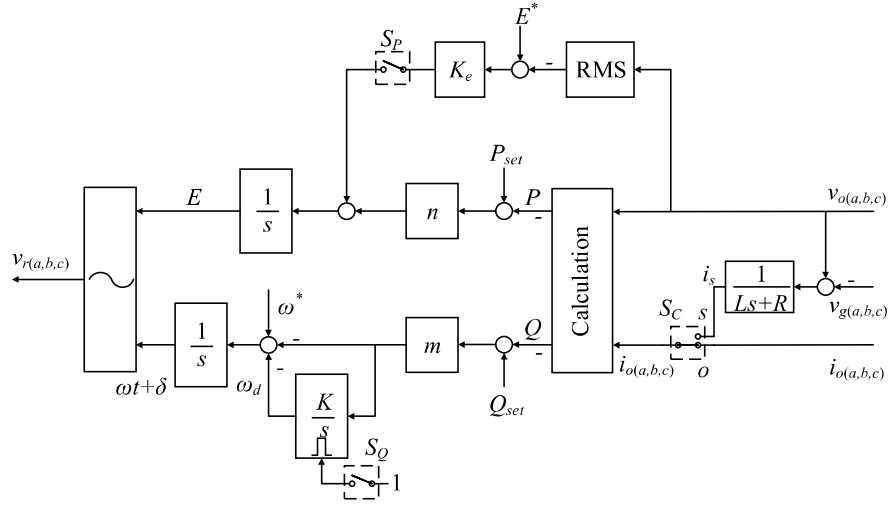 E*
S_P
K_e
-
RMS
P_set
E
1
s
n
P
-
v_o(a,b,c)
v_r(a,b,c)
Calculation
i_s
1
Ls+R
-
v_g(a,b,c)
ω*
S_C
s
1
s
-
m
Q
-
i_o(a,b,c)
o
i_o(a,b,c)
ωt+δ
ω_d
-
K
s
Q_set
S_Q
1